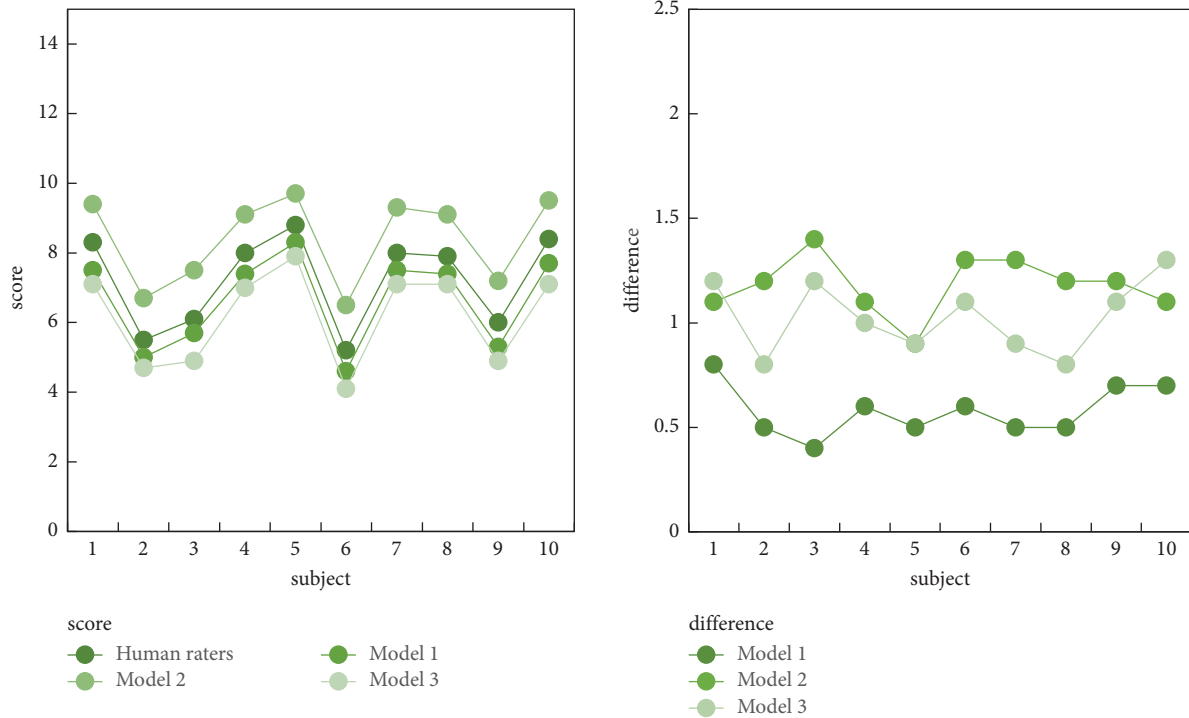 14
12
10
8
6
4
2
0
score
1 2 3 4 5 6 7 8 9 10
subject
score
Human raters
Model 1
Model 2
Model 3
2.5
2
1.5
1
0.5
0
difference
1 2 3 4 5 6 7 8 9 10
subject
difference
Model 1
Model 2
Model 3